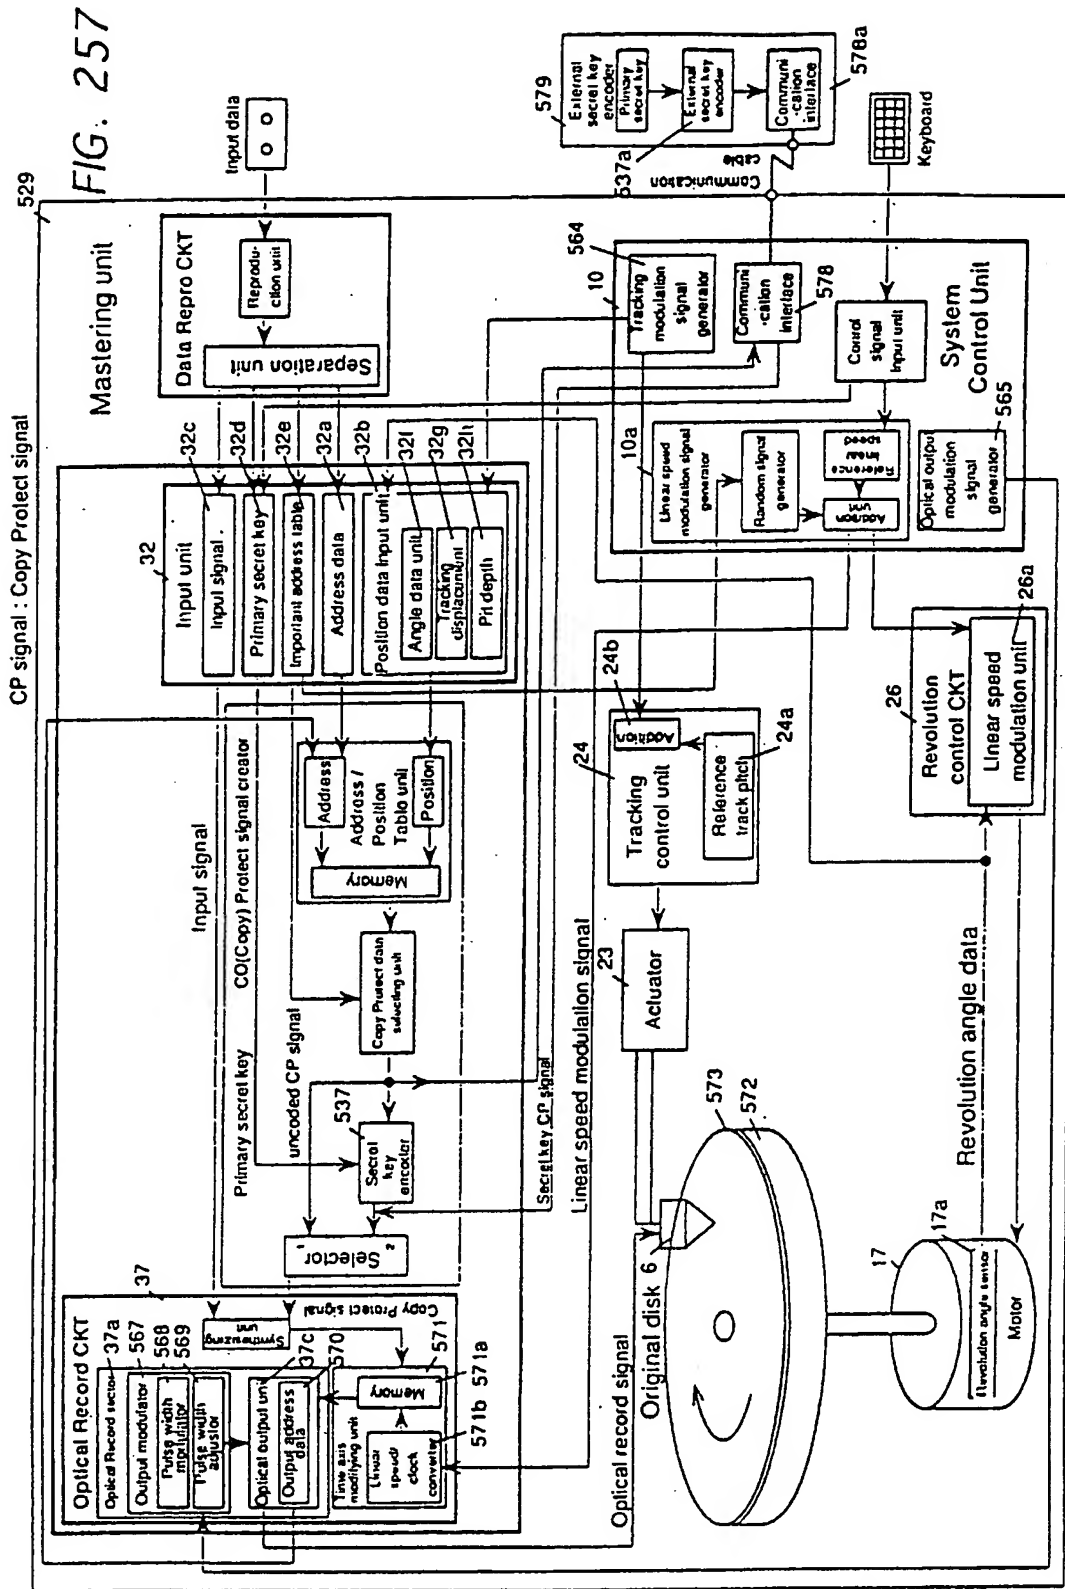 FIG. 257
CP signal : Copy Protect signal
529
Mastering unit
Input data
Data Repro CKT
Reprodu-
ction unit
Separation unit
579
External
secret key
encoder
Primary
secret key
External
secret key
encoder
537a
Communi
-cation
interface
578a
Communication
cable
Keyboard
32
Input unit
Input signal
32c
Primary secret key
32d
Important address table
32e
Address data
32a
Position data Input unit
32b
Angle data unit
32i
Tracking
displacement
32g
Pit depth
32h
10
Tracking
modulation
signal
generator
564
Communi
-cation
interface
578
Control
signal
Input unit
System
Control Unit
10a
Linear speed
modulation signal
generator
Random signal
generator
Reference
linear
speed
Addition
unit
Optical output
modulation
signal
generator
565
Input signal
Primary secret key
CO(Copy) Protect signal creator
uncoded CP signal
Address
Address /
Position
Table unit
Position
Memory
Copy Protect data
selecting unit
537
Secret
key
encoder
Secret key CP signal
Selector
1
2
Linear speed modulation signal
37
Optical Record CKT
Optical Record sector
37a
Output modulator
567
Pulse width
modulator
568
Pulse width
adjustor
569
Synthesizing
unit
Copy Protect signal
Optical output unit
37c
Output address
data
570
Time axis
modifying unit
571
Memory
571a
Linear
speed/
clock
converter
571b
24
Tracking
control unit
Addition
24b
Reference
track pitch
24a
23
Actuator
26
Revolution
control CKT
Linear speed
modulation unit
26a
Revolution angle data
Optical record signal
Original disk
6
573
572
17
17a
Revolution angle sensor
Motor